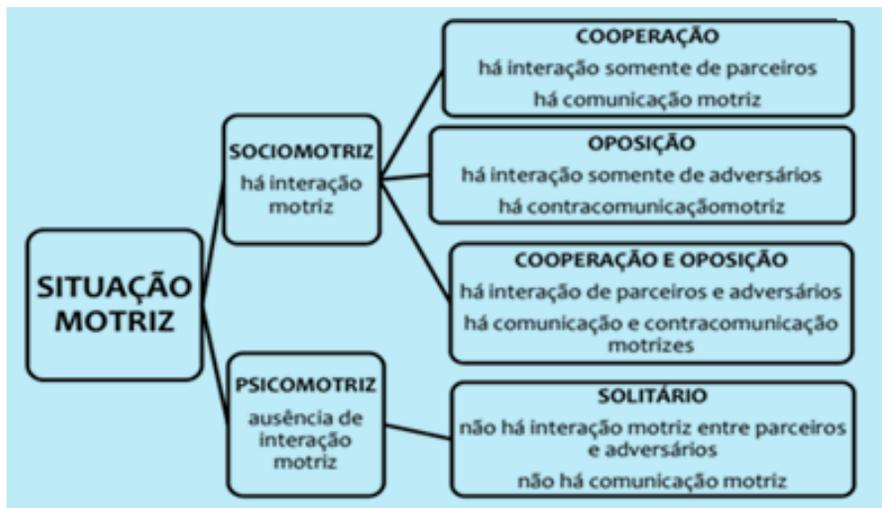 SITUAÇÃO
MOTRIZ
SOCIOMOTRIZ
há interação
motriz
COOPERAÇÃO
há interação somente de parceiros
há comunicação motriz
OPOSIÇÃO
há interação somente de adversários
há contracomunicaçãomotriz
COOPERAÇÃO E OPOSIÇÃO
há interação de parceiros e adversários
há comunicação e contracomunicação
motrizes
PSICOMOTRIZ
ausência de
interação
motriz
SOLITÁRIO
não há interação motriz entre parceiros
e adversários
não há comunicação motriz